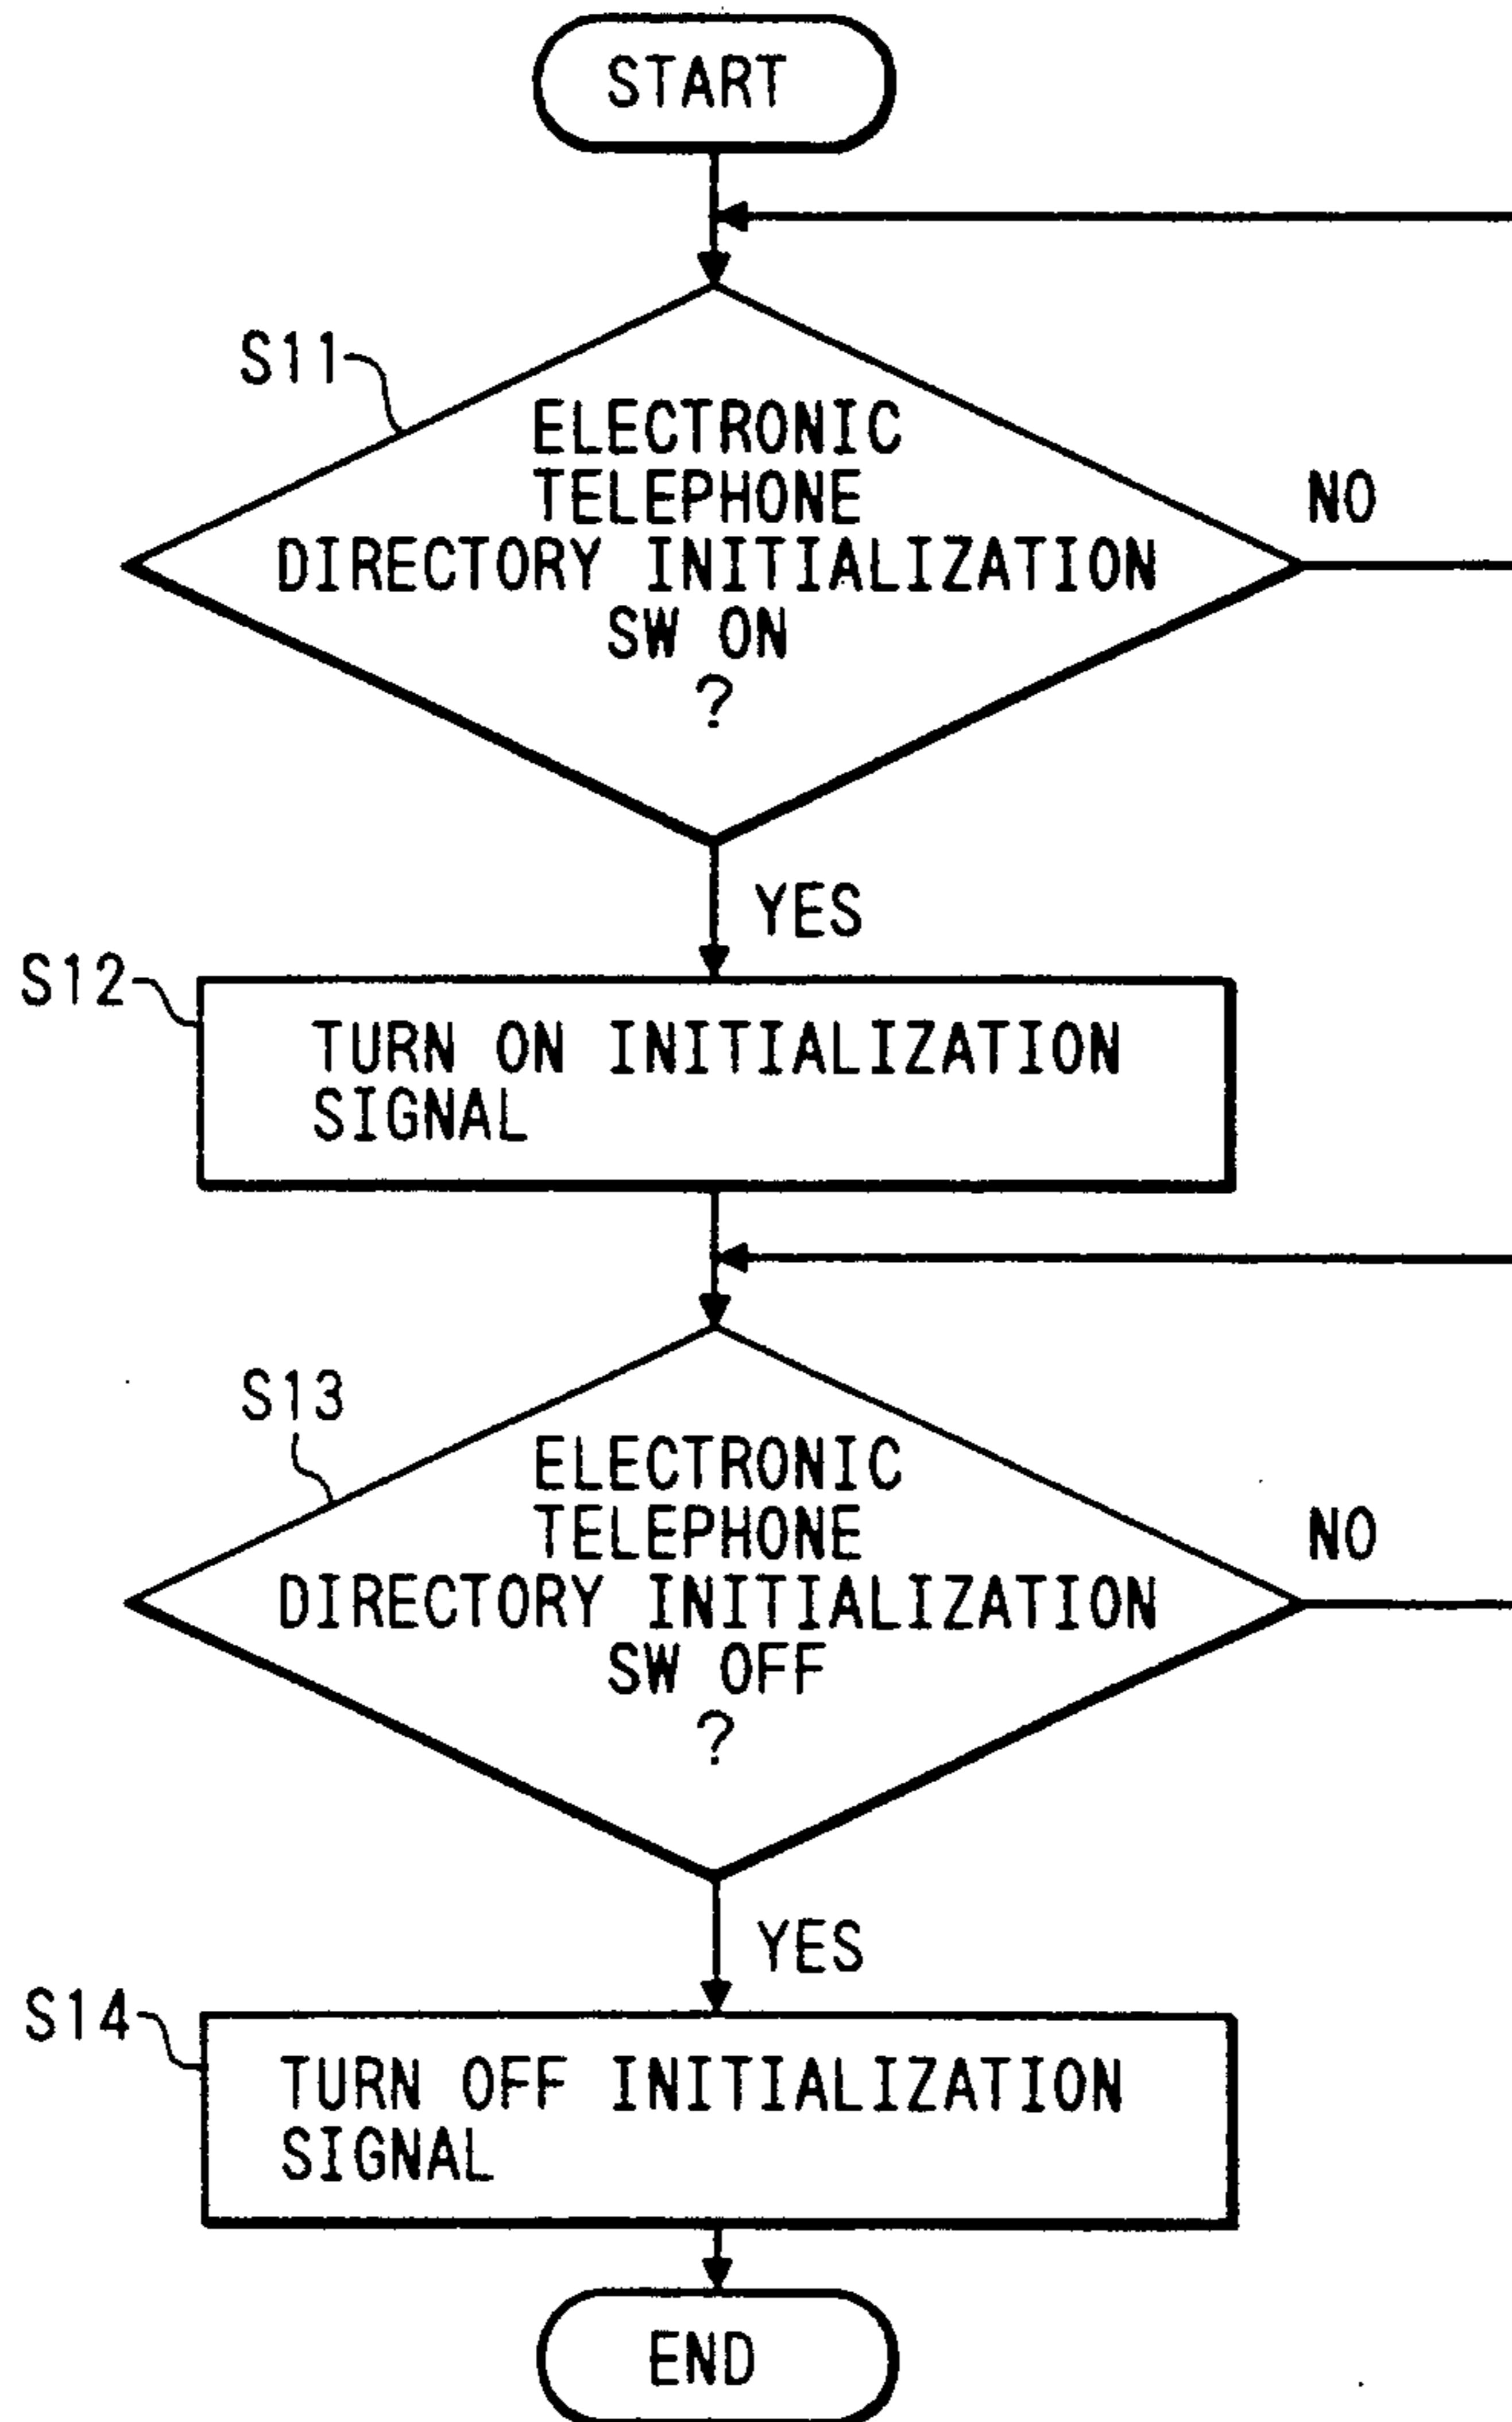 START
S11
ELECTRONIC
TELEPHONE
DIRECTORY INITIALIZATION
SW ON
?
NO
YES
S12
TURN ON INITIALIZATION
SIGNAL
S13
ELECTRONIC
TELEPHONE
DIRECTORY INITIALIZATION
SW OFF
?
NO
YES
S14
TURN OFF INITIALIZATION
SIGNAL
END